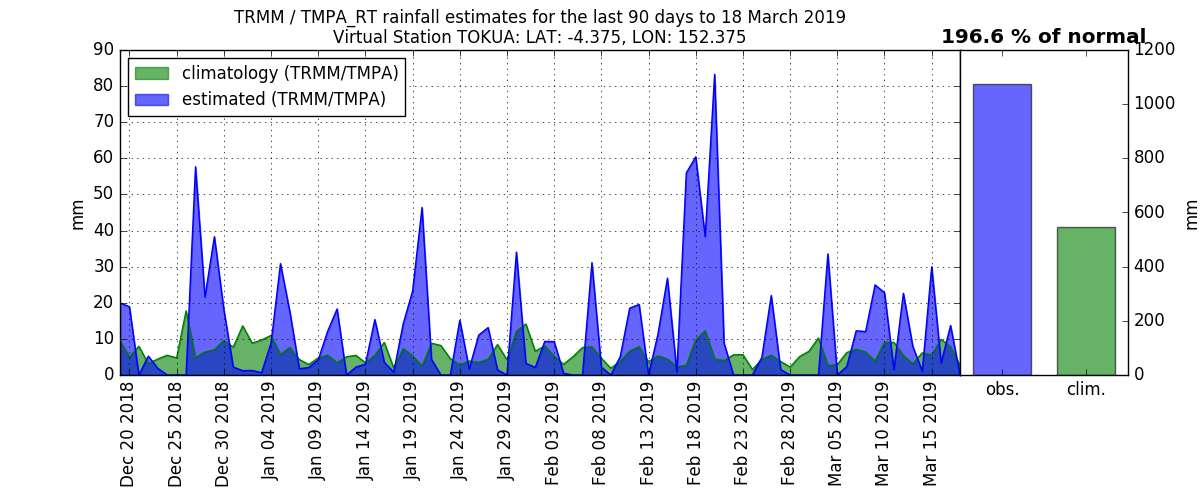 TRMM / TMPA_RT rainfall estimates for the last 90 days to 18 March 2019
Virtual Station TOKUA: LAT: -4.375, LON: 152.375
196.6 % of normal
climatology (TRMM/TMPA)
estimated (TRMM/TMPA)
mm
90
80
70
60
50
40
30
20
10
0
Dec 20 2018
Dec 25 2018
Dec 30 2018
Jan 04 2019
Jan 09 2019
Jan 14 2019
Jan 19 2019
Jan 24 2019
Jan 29 2019
Feb 03 2019
Feb 08 2019
Feb 13 2019
Feb 18 2019
Feb 23 2019
Feb 28 2019
Mar 05 2019
Mar 10 2019
Mar 15 2019
obs.
clim.
1200
1000
800
600
400
200
0
mm